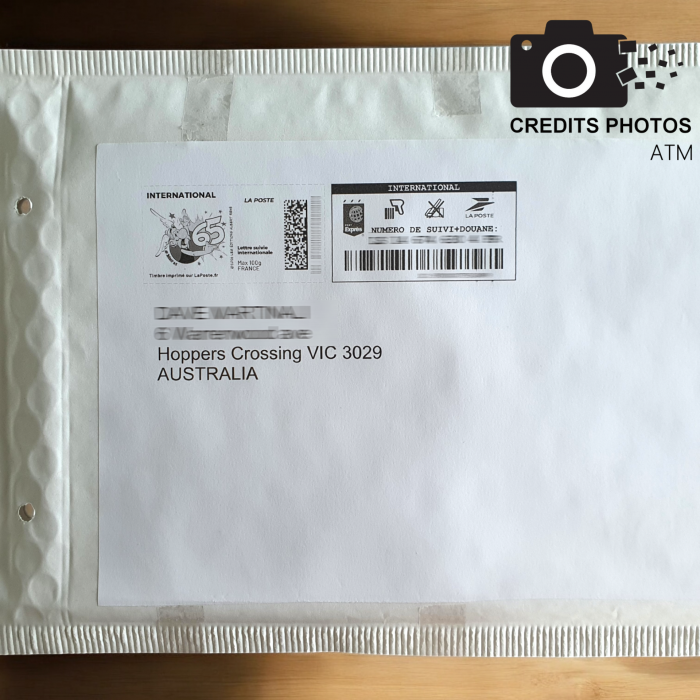 CREDITS PHOTOS
ATM
INTERNATIONAL
LA POSTE
65
Lettre suivie
internationale
Max 100g
FRANCE
Timbre imprimé sur LaPoste.fr
INTERNATIONAL
Exprès
LA POSTE
NUMERO DE SUIVI+DOUANE:
Hoppers Crossing VIC 3029
AUSTRALIA